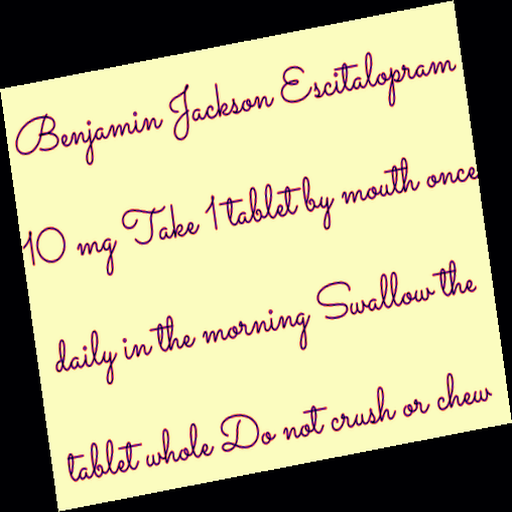 Benjamin Jackson Escitalopram
10 mg Take 1 tablet by mouth once
daily in the morning Swallow the
tablet whole Do not crush or chew